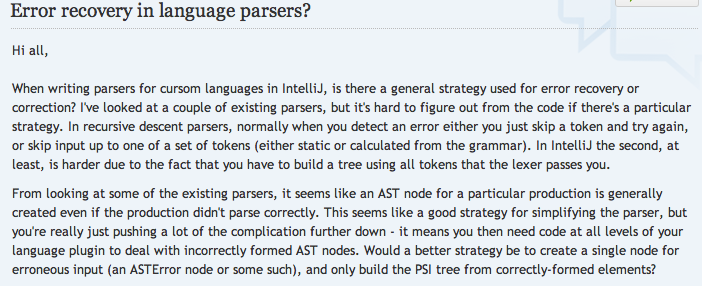 Error recovery in language parsers?
Hi all,
When writing parsers for cursom languages in IntelliJ, is there a general strategy used for error recovery or
correction? I've looked at a couple of existing parsers, but it's hard to figure out from the code if there's a particular
strategy. In recursive descent parsers, normally when you detect an error either you just skip a token and try again,
or skip input up to one of a set of tokens (either static or calculated from the grammar). In IntelliJ the second, at
least, is harder due to the fact that you have to build a tree using all tokens that the lexer passes you.
From looking at some of the existing parsers, it seems like an AST node for a particular production is generally
created even if the production didn't parse correctly. This seems like a good strategy for simplifying the parser, but
you're really just pushing a lot of the complication further down - it means you then need code at all levels of your
language plugin to deal with incorrectly formed AST nodes. Would a better strategy be to create a single node for
erroneous input (an ASTError node or some such), and only build the PSI tree from correctly-formed elements?